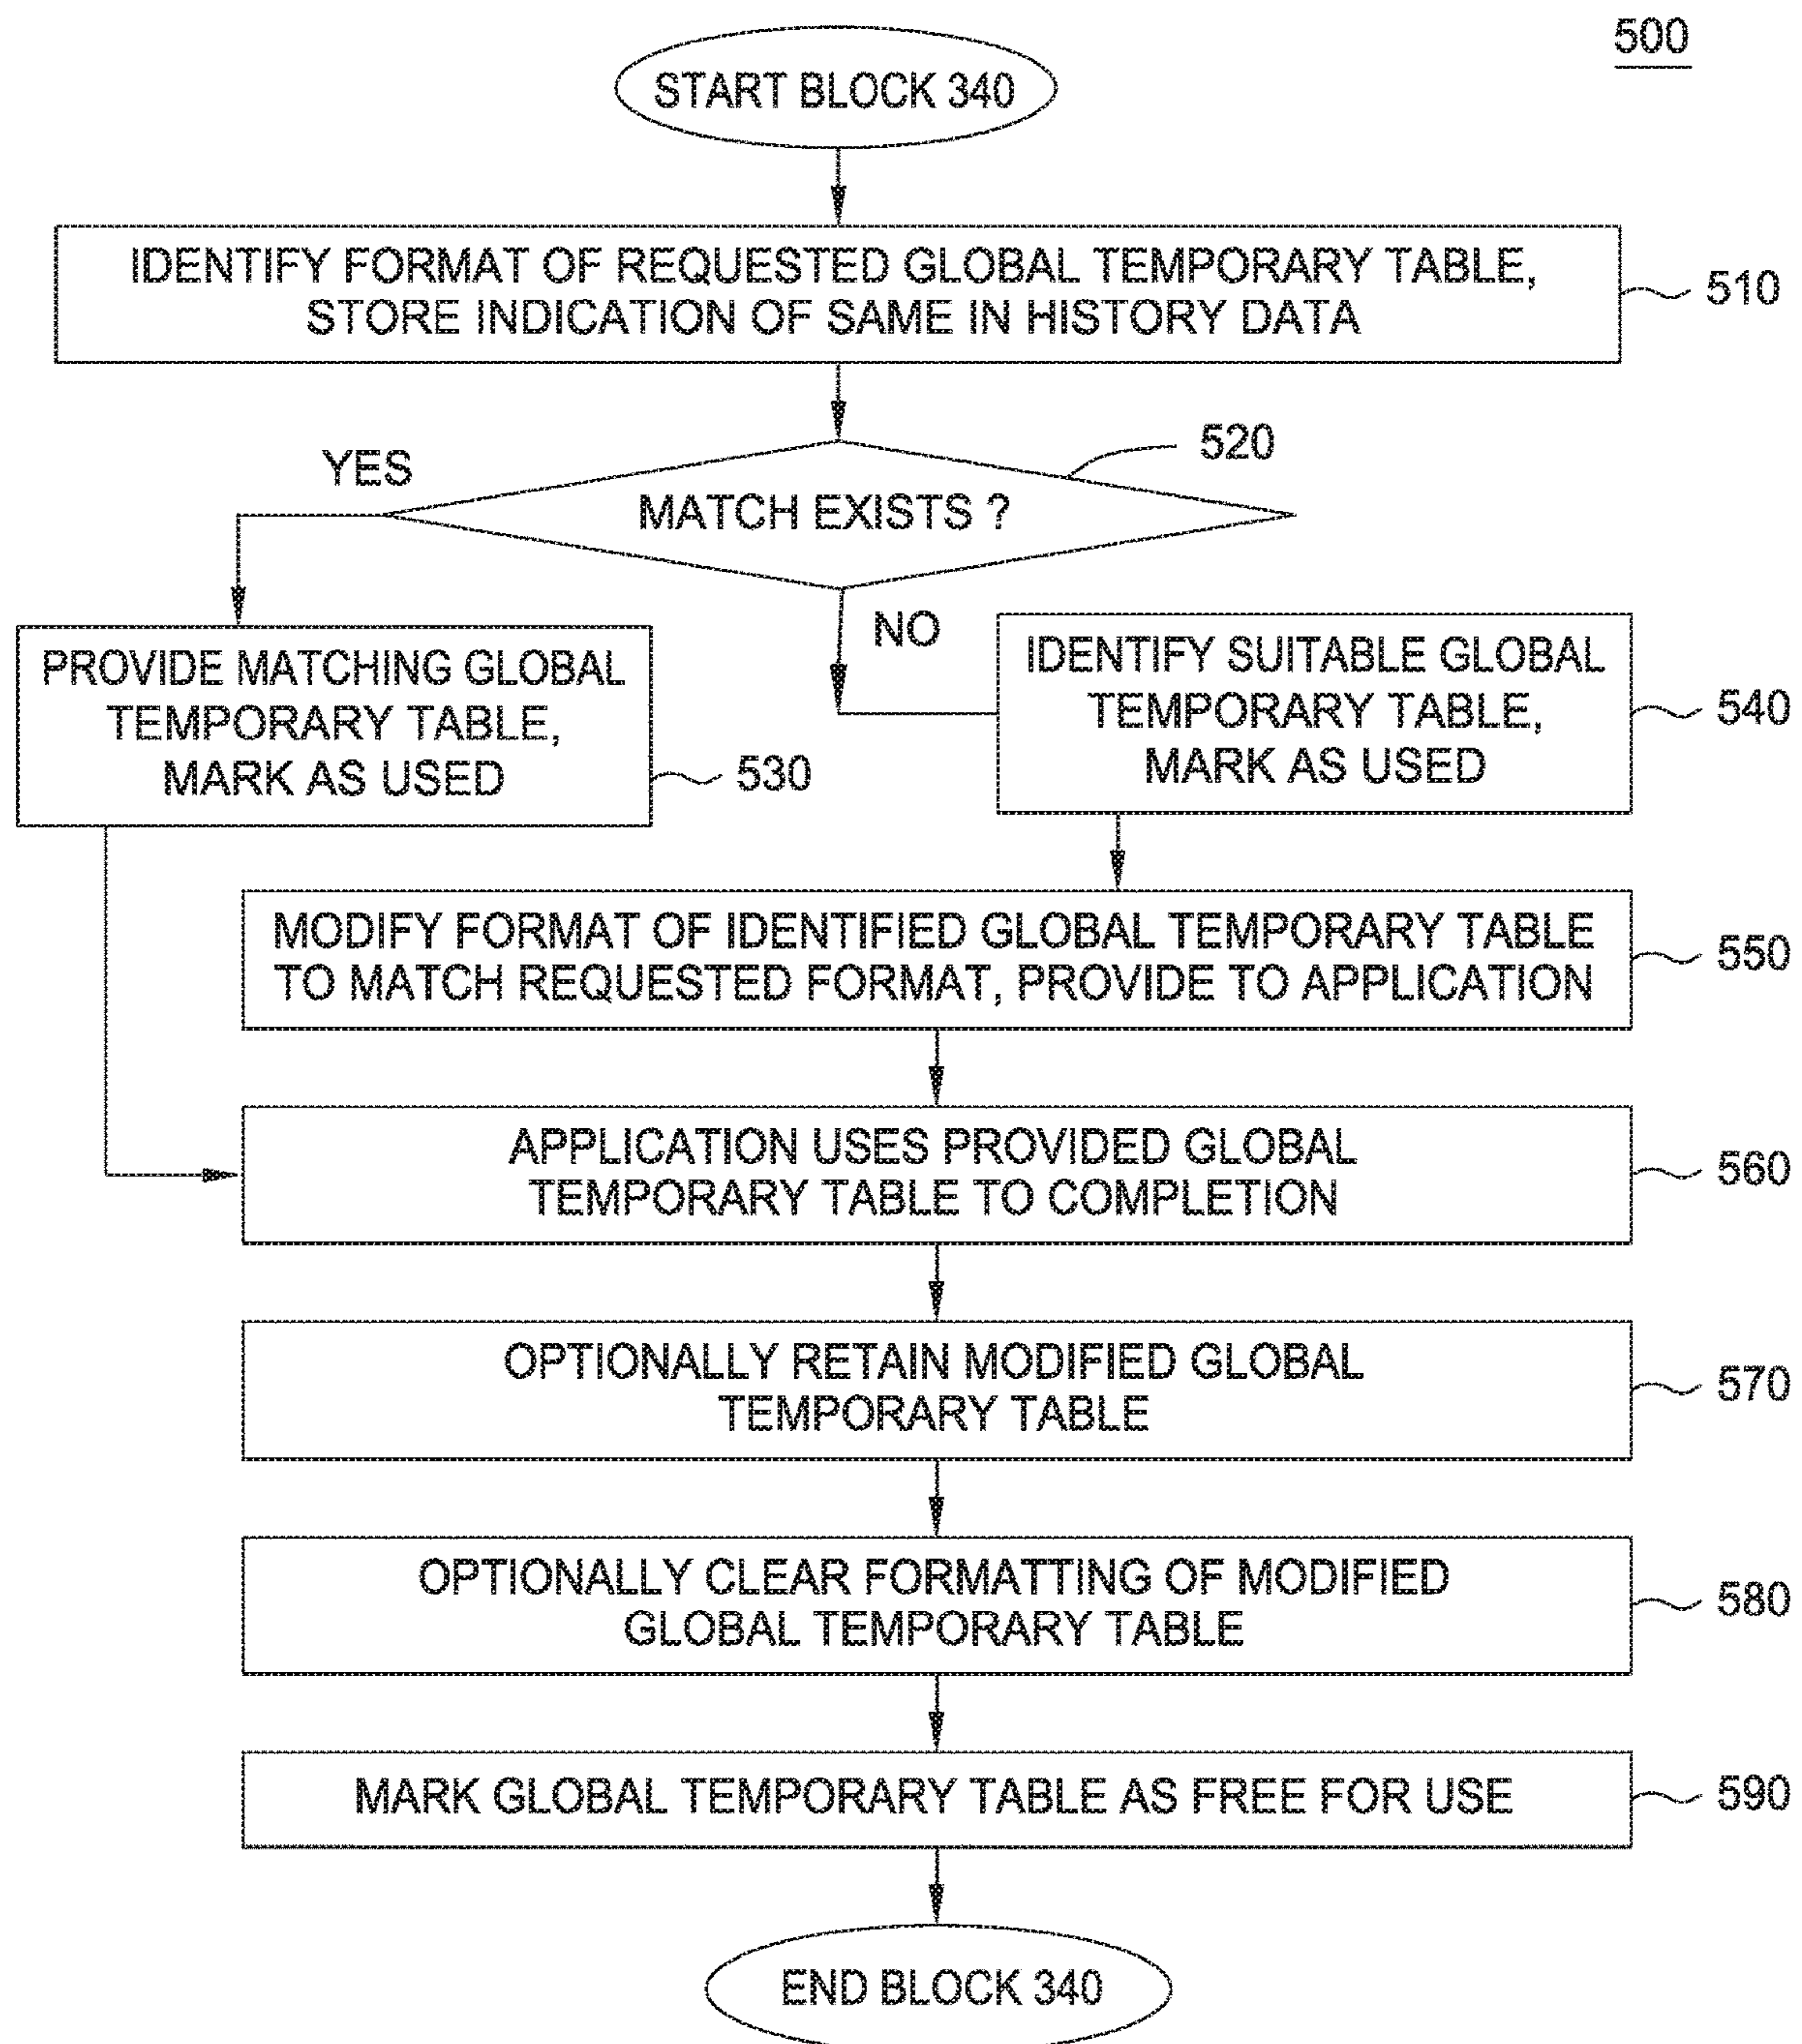 500
START BLOCK 340
IDENTIFY FORMAT OF REQUESTED GLOBAL TEMPORARY TABLE,
STORE INDICATION OF SAME IN HISTORY DATA
510
520
YES
MATCH EXISTS ?
NO
PROVIDE MATCHING GLOBAL
TEMPORARY TABLE,
MARK AS USED
530
IDENTIFY SUITABLE GLOBAL
TEMPORARY TABLE,
MARK AS USED
540
MODIFY FORMAT OF IDENTIFIED GLOBAL TEMPORARY TABLE
TO MATCH REQUESTED FORMAT, PROVIDE TO APPLICATION
550
APPLICATION USES PROVIDED GLOBAL
TEMPORARY TABLE TO COMPLETION
560
OPTIONALLY RETAIN MODIFIED GLOBAL
TEMPORARY TABLE
570
OPTIONALLY CLEAR FORMATTING OF MODIFIED
GLOBAL TEMPORARY TABLE
580
MARK GLOBAL TEMPORARY TABLE AS FREE FOR USE
590
END BLOCK 340